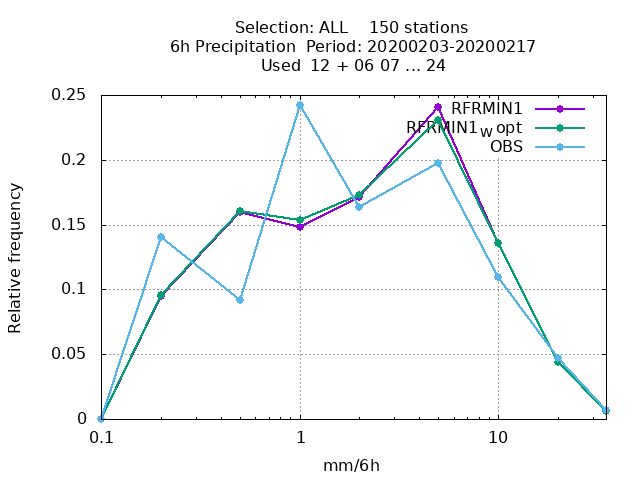 Selection: ALL    150 stations
6h Precipitation  Period: 20200203-20200217
Used  12 + 06 07 ... 24
RFRMIN1
RFRMIN1w opt
OBS
0.25
0.2
0.15
0.1
0.05
0
Relative frequency
0.1 1 10
mm/6h